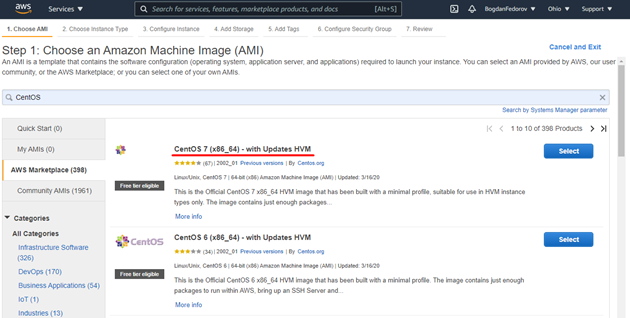 aws
Services
Search for services, features, marketplace products, and docs
[Alt+S]
BogdanFedorov
Ohio
Support
1. Choose AMI
2. Choose Instance Type
3. Configure Instance
4. Add Storage
5. Add Tags
6. Configure Security Group
7. Review
Step 1: Choose an Amazon Machine Image (AMI)
Cancel and Exit
An AMI is a template that contains the software configuration (operating system, application server, and applications) required to launch your instance. You can select an AMI provided by AWS, our user
community, or the AWS Marketplace; or you can select one of your own AMIs.
CentOS
Search by Systems Manager parameter
Quick Start (0)
My AMIs (0)
AWS Marketplace (398)
Community AMIs (1961)
Categories
All Categories
Infrastructure Software
(326)
DevOps (170)
Business Applications (54)
IoT (1)
Industries (13)
1 to 10 of 398 Products
CentOS 7 (x86_64) - with Updates HVM
Select
(67) | 2002_01 Previous versions | By Centos.org
Free tier eligible
Linux/Unix, CentOS 7 | 64-bit (x86) Amazon Machine Image (AMI) | Updated: 3/16/20
This is the Official CentOS 7 x86_64 HVM image that has been built with a minimal profile, suitable for use in HVM instance
types only. The image contains just enough packages...
More info
CentOS
CentOS 6 (x86_64) - with Updates HVM
Select
(34) | 2002_01 Previous versions | By Centos.org
Free tier eligible
Linux/Unix, CentOS 6 | 64-bit (x86) Amazon Machine Image (AMI) | Updated: 3/16/20
This is the Official CentOS 6 x86_64 HVM image that has been built with a minimal profile. The image contains just enough
packages to run within AWS, bring up an SSH Server and...
More info